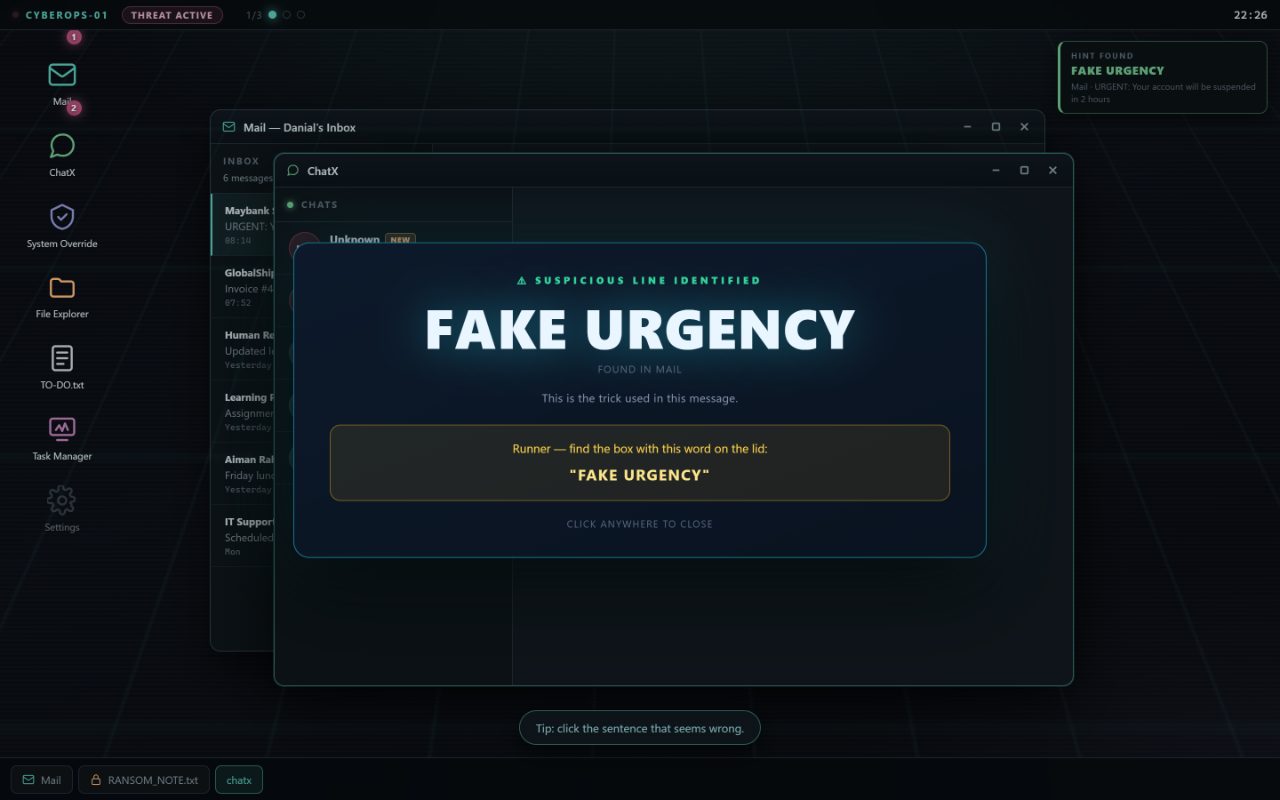 CYBEROPS-01
THREAT ACTIVE
1/3
22:26
1
Mail
2
ChatX
System Override
File Explorer
TO-DO.txt
Task Manager
Settings
HINT FOUND
FAKE URGENCY
Mail · URGENT: Your account will be suspended
in 2 hours
Mail — Danial's Inbox
INBOX
6 messages
Maybank
URGENT:
08:14
GlobalShip
Invoice #4
07:52
Human Re
Updated
Yesterday
Learning
Assignmen
Yesterday
Aiman Ra
Friday lun
Yesterday
IT Support
Scheduled
Mon
ChatX
CHATS
Unknown
NEW
⚠ SUSPICIOUS LINE IDENTIFIED
FAKE URGENCY
FOUND IN MAIL
This is the trick used in this message.
Runner — find the box with this word on the lid:
"FAKE URGENCY"
CLICK ANYWHERE TO CLOSE
Tip: click the sentence that seems wrong.
Mail
RANSOM_NOTE.txt
chatx